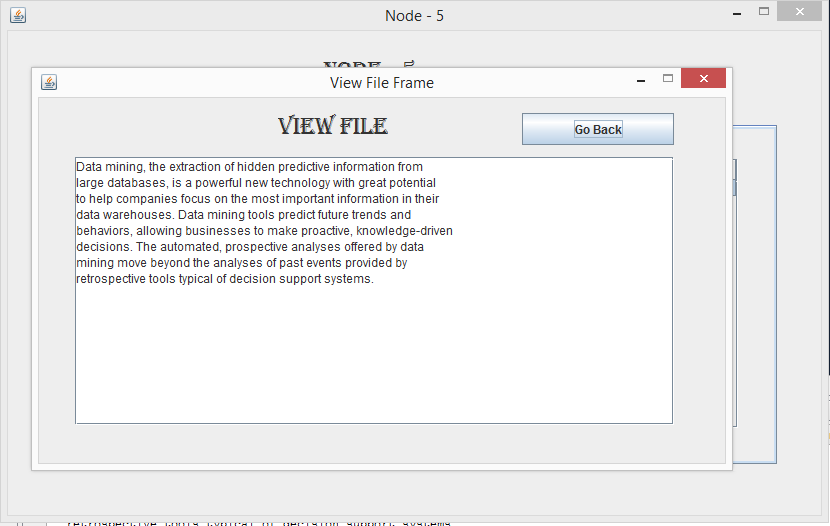 Node - 5
NODE - 5
View File Frame
VIEW FILE
Go Back
Data mining, the extraction of hidden predictive information from
large databases, is a powerful new technology with great potential
to help companies focus on the most important information in their
data warehouses. Data mining tools predict future trends and
behaviors, allowing businesses to make proactive, knowledge-driven
decisions. The automated, prospective analyses offered by data
mining move beyond the analyses of past events provided by
retrospective tools typical of decision support systems.
retrospective tools typical of decision support systems